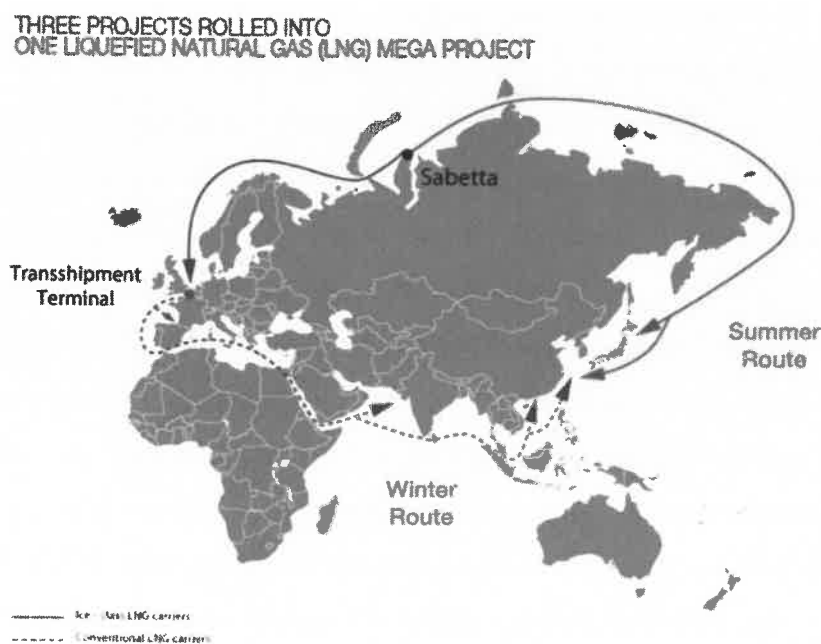 THREE PROJECTS ROLLED INTO
ONE LIQUEFIED NATURAL GAS (LNG) MEGA PROJECT
Sabetta
Transshipment
Terminal
Summer
Route
Winter
Route
Ice LNG carriers
Conventional LNG carriers